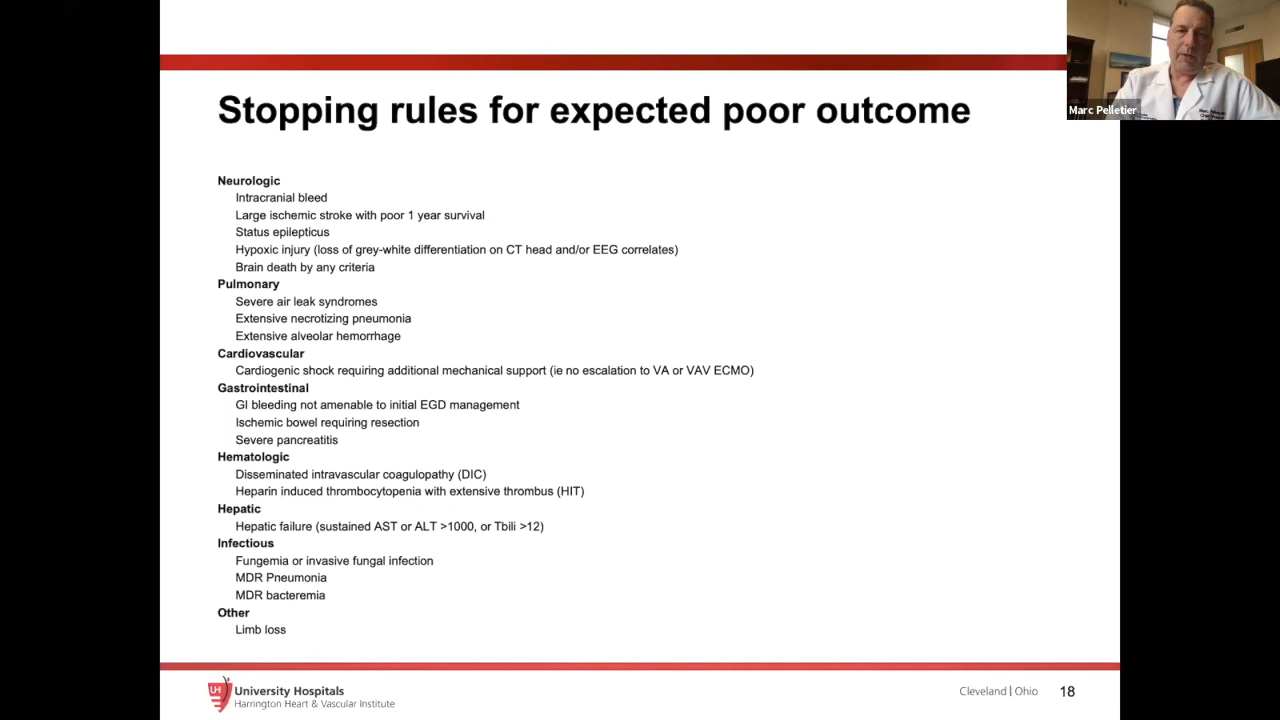 Marc Pelletier
Stopping rules for expected poor outcome
Neurologic
Intracranial bleed
Large ischemic stroke with poor 1 year survival
Status epilepticus
Hypoxic injury (loss of grey-white differentiation on CT head and/or EEG correlates)
Brain death by any criteria
Pulmonary
Severe air leak syndromes
Extensive necrotizing pneumonia
Extensive alveolar hemorrhage
Cardiovascular
Cardiogenic shock requiring additional mechanical support (ie no escalation to VA or VAV ECMO)
Gastrointestinal
GI bleeding not amenable to initial EGD management
Ischemic bowel requiring resection
Severe pancreatitis
Hematologic
Disseminated intravascular coagulopathy (DIC)
Heparin induced thrombocytopenia with extensive thrombus (HIT)
Hepatic
Hepatic failure (sustained AST or ALT >1000, or Tbili >12)
Infectious
Fungemia or invasive fungal infection
MDR Pneumonia
MDR bacteremia
Other
Limb loss
UH
University Hospitals
Harrington Heart & Vascular Institute
Cleveland | Ohio
18